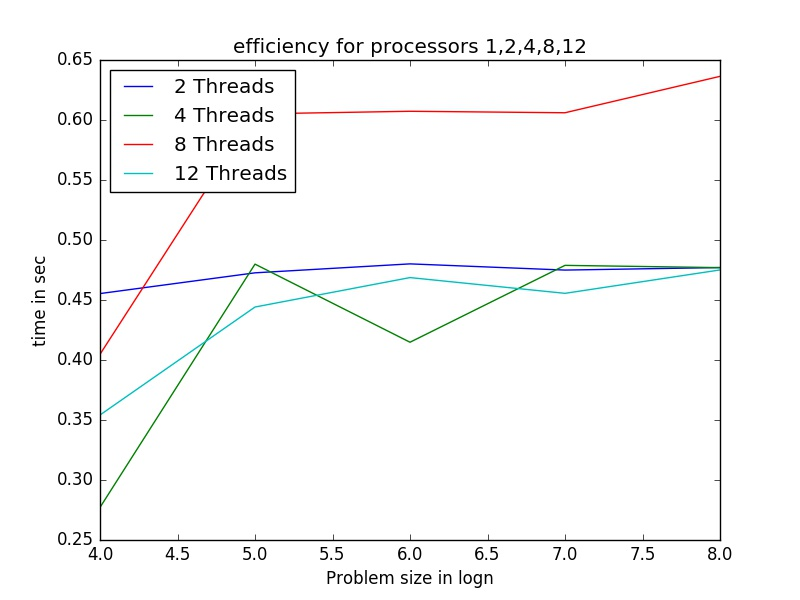 efficiency for processors 1,2,4,8,12
2 Threads
4 Threads
8 Threads
12 Threads
0.65
0.60
0.55
0.50
0.45
0.40
0.35
0.30
0.25
time in sec
4.0 4.5 5.0 5.5 6.0 6.5 7.0 7.5 8.0
Problem size in logn